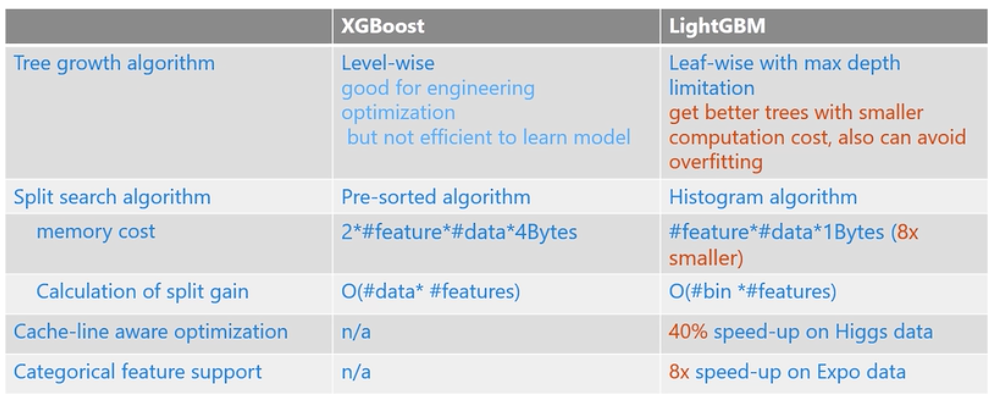 XGBoost LightGBM
Tree growth algorithm
Level-wise
good for engineering
optimization
but not efficient to learn model
Leaf-wise with max depth
limitation
get better trees with smaller
computation cost, also can avoid
overfitting
Split search algorithm Pre-sorted algorithm Histogram algorithm
memory cost 2*#feature*#data*4Bytes #feature*#data*1Bytes (8x
smaller)
Calculation of split gain O(#data* #features) O(#bin *#features)
Cache-line aware optimization n/a 40% speed-up on Higgs data
Categorical feature support n/a 8x speed-up on Expo data